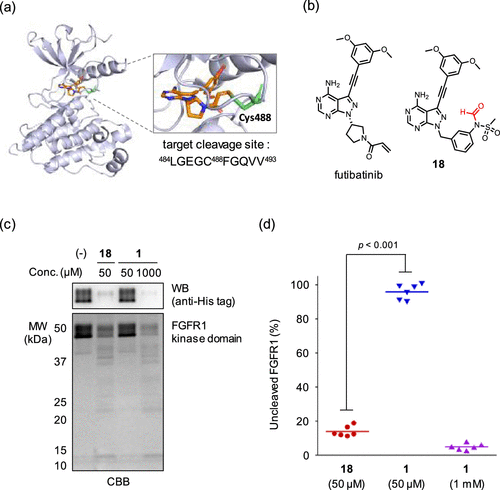 (a)
Cys488
target cleavage site :
484LGEGC488FGQVV493
(b)
O
O
NH2
N
N
N
N
N
O
futibatinib
O
O
NH2
N
N
N
N
H
O
N
S
O
O
18
(c)
(-) 18 1
Conc.(μM) 50 50 1000
WB
(anti-His tag)
MW
(kDa)
50
37
25
20
15
10
FGFR1
kinase domain
CBB
(d)
p < 0.001
Uncleaved FGFR1 (%)
100
80
60
40
20
0
18
(50 μM)
1
(50 μM)
1
(1 mM)